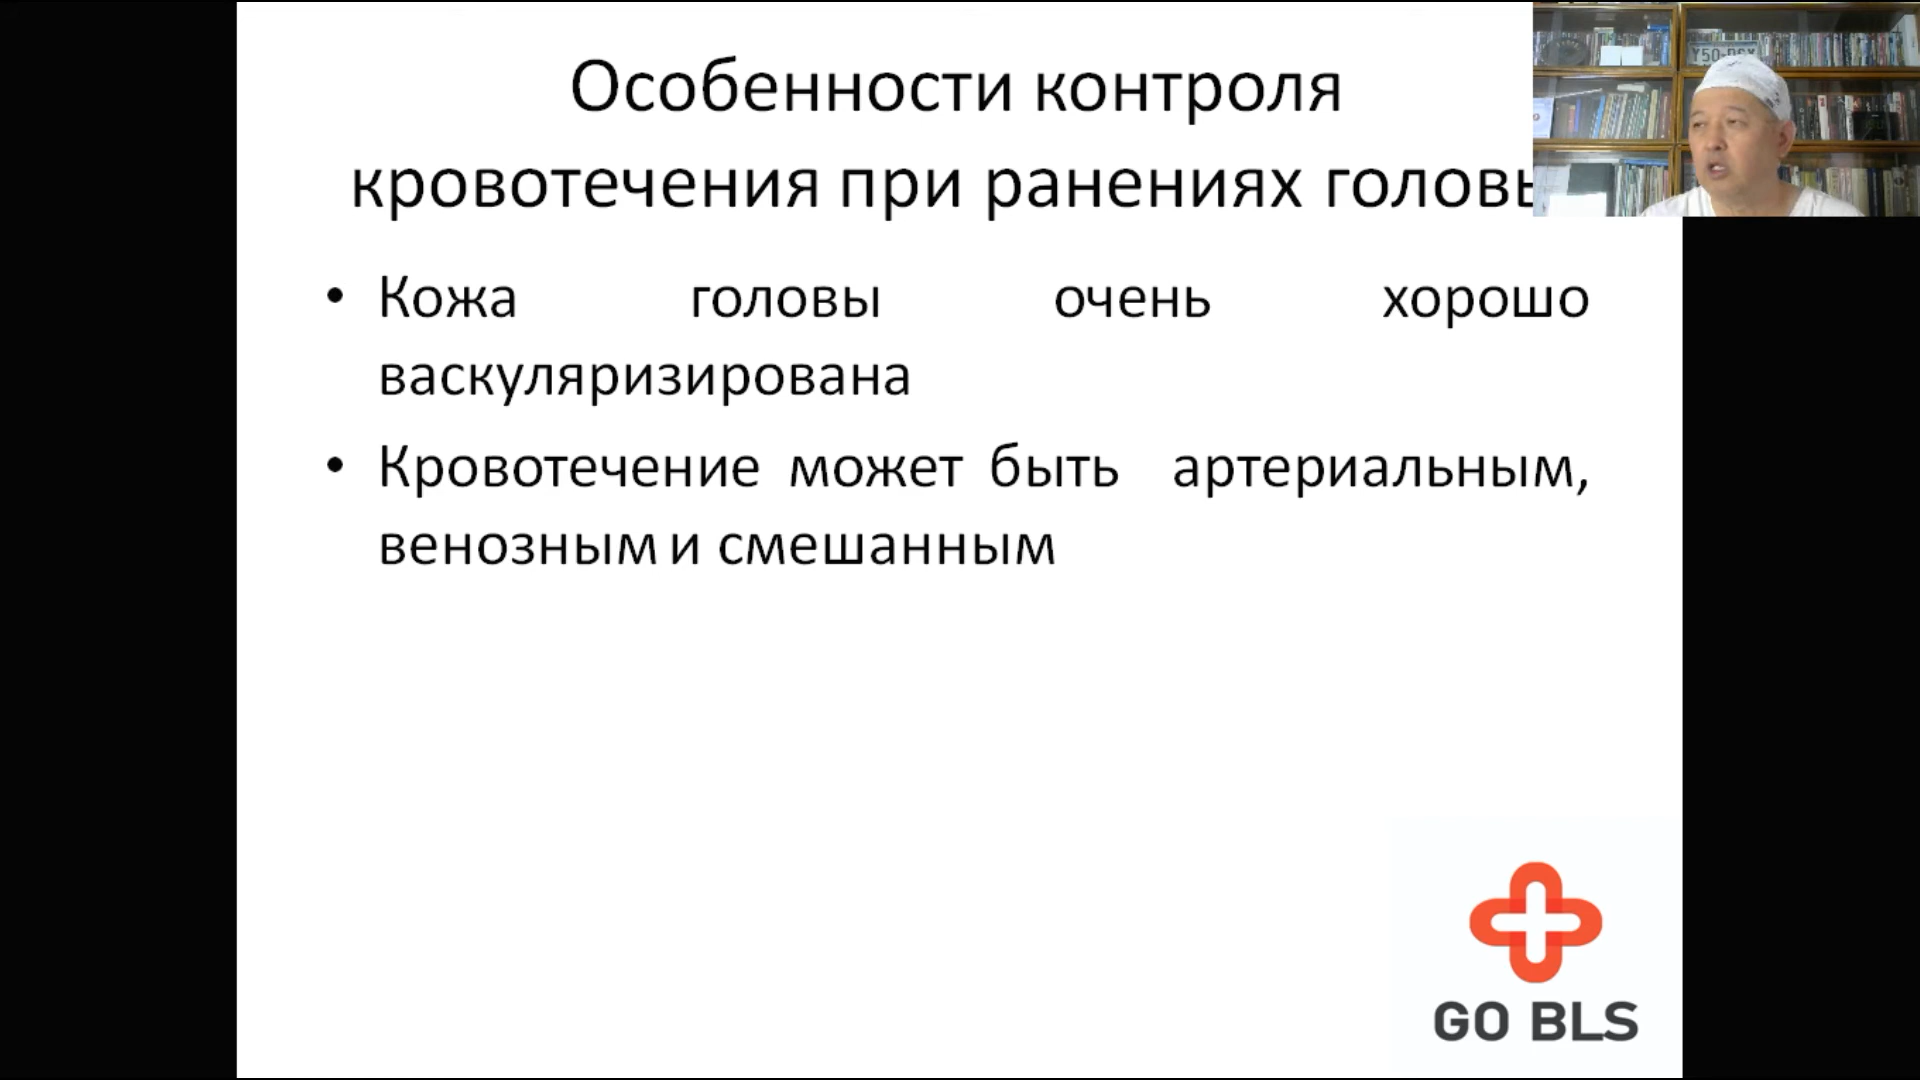 Особенности контроля
кровотечения при ранениях головы
• Кожа головы очень хорошо
васкуляризирована
• Кровотечение может быть артериальным,
венозным и смешанным
GO BLS